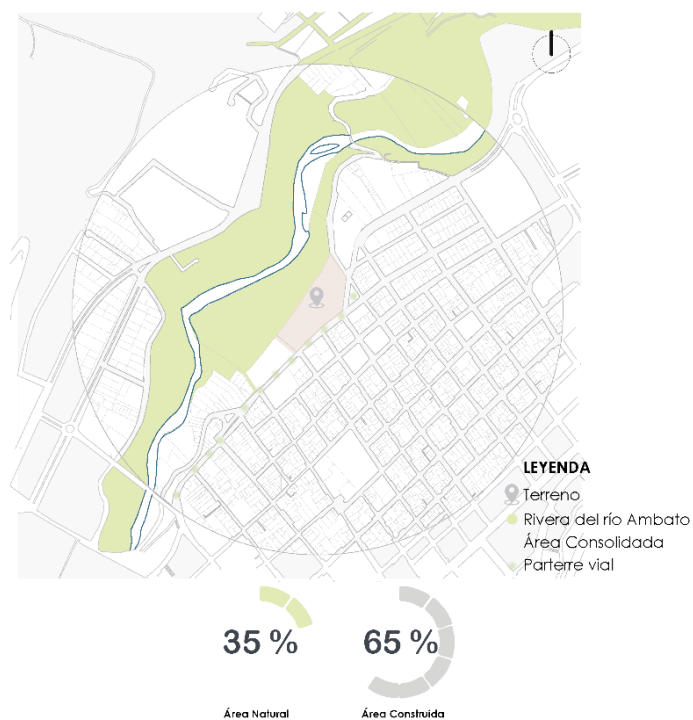 LEYENDA
Terreno
Rivera del río Ambato
Área Consolidada
Parterre vial
35 %
65 %
Área Natural
Área Construida